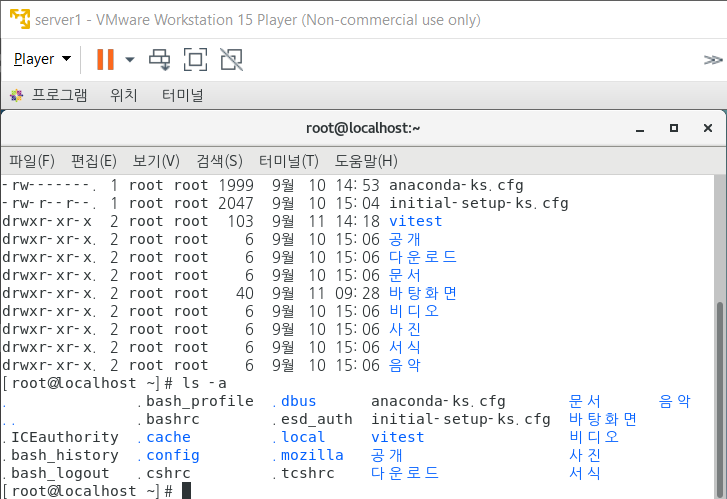 server1 - VMware Workstation 15 Player (Non-commercial use only)
Player
프로그램 위치 터미널
root@localhost:~
파일(F) 편집(E) 보기(V) 검색(S) 터미널(T) 도움말(H)
-rw-------. 1 root root 1999 9월 10 14:53 anaconda-ks.cfg
-rw-r--r--. 1 root root 2047 9월 10 15:04 initial-setup-ks.cfg
drwxr-xr-x 2 root root 103 9월 11 14:18 vitest
drwxr-xr-x. 2 root root 6 9월 10 15:06 공개
drwxr-xr-x. 2 root root 6 9월 10 15:06 다운로드
drwxr-xr-x. 2 root root 6 9월 10 15:06 문서
drwxr-xr-x. 2 root root 40 9월 11 09:28 바탕화면
drwxr-xr-x. 2 root root 6 9월 10 15:06 비디오
drwxr-xr-x. 2 root root 6 9월 10 15:06 사진
drwxr-xr-x. 2 root root 6 9월 10 15:06 서식
drwxr-xr-x. 2 root root 6 9월 10 15:06 음악
[root@localhost ~]# ls -a
. .bash_profile .dbus anaconda-ks.cfg 문서 음악
.. .bashrc .esd_auth initial-setup-ks.cfg 바탕화면
.ICEauthority .cache .local vitest 비디오
.bash_history .config .mozilla 공개 사진
.bash_logout .cshrc .tcshrc 다운로드 서식
[root@localhost ~]#